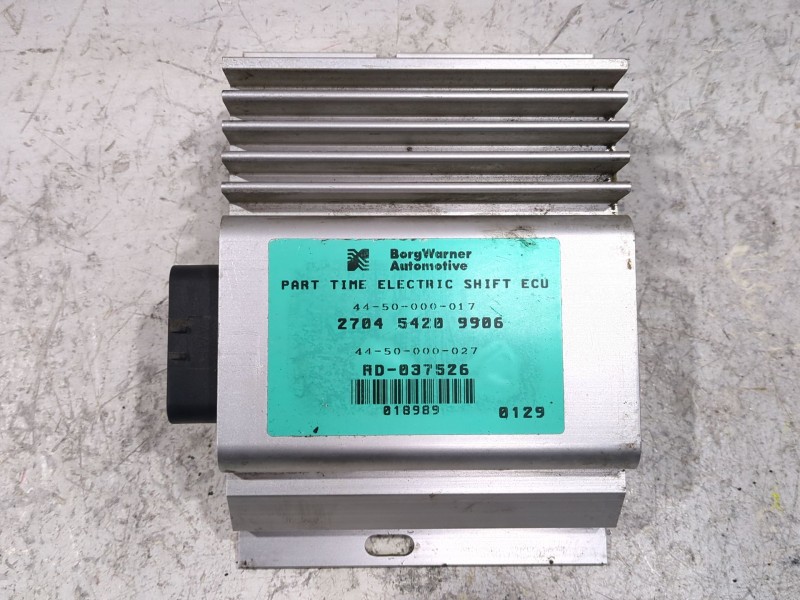 BorgWarner
Automotive
PART TIME ELECTRIC SHIFT ECU
44-50-000-017
2704 5420 9906
44-50-000-027
RD-037526
018989
0129